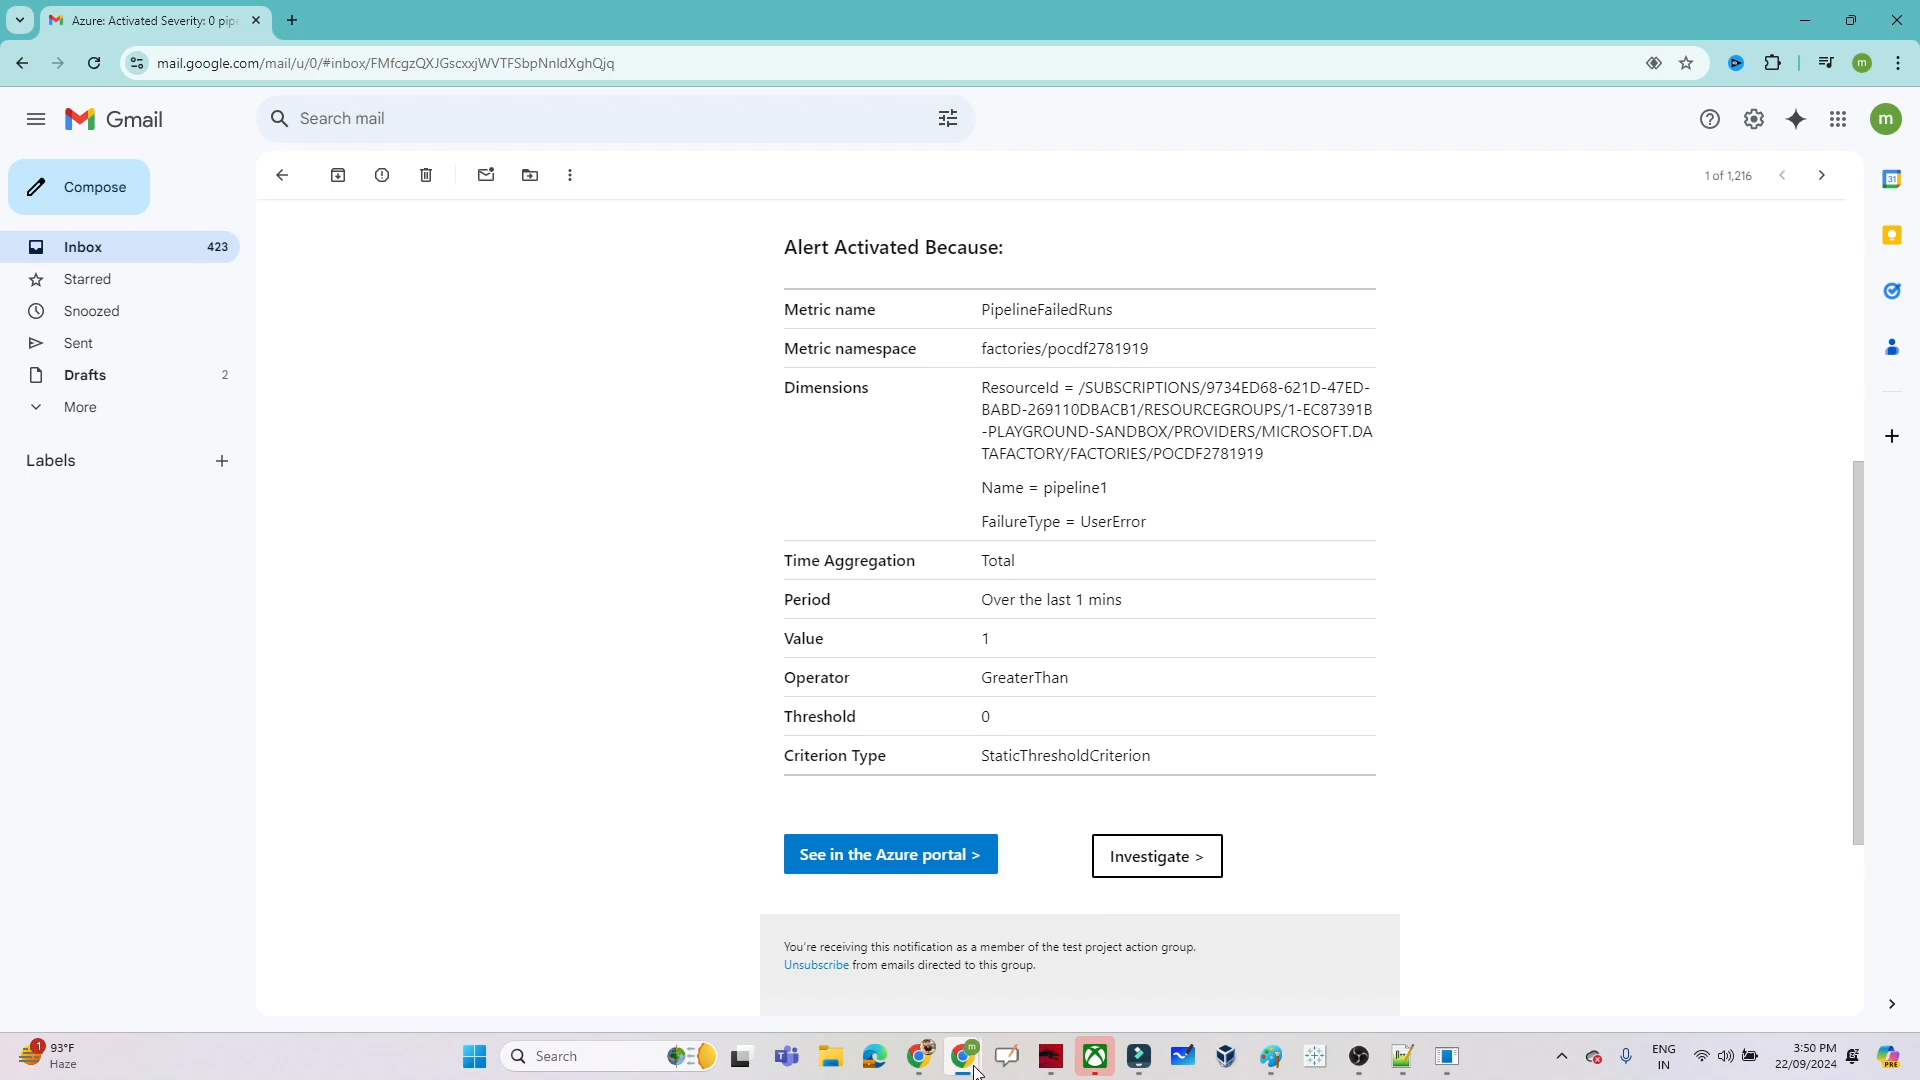 Azure: Activated Severity: 0 pip
mail.google.com/mail/u/0/#inbox/FMfcgzQXJGscxxjWVTFSbpNnldXghQjq
m
Gmail
Search mail
m
Compose
1 of 1,216
31
Inbox 423
Starred
Snoozed
Sent
Drafts 2
More
Labels
Alert Activated Because:
Metric name PipelineFailedRuns
Metric namespace factories/pocdf2781919
Dimensions ResourceId = /SUBSCRIPTIONS/9734ED68-621D-47ED-
BABD-269110DBACB1/RESOURCEGROUPS/1-EC87391B
-PLAYGROUND-SANDBOX/PROVIDERS/MICROSOFT.DA
TAFACTORY/FACTORIES/POCDF2781919
Name = pipeline1
FailureType = UserError
Time Aggregation Total
Period Over the last 1 mins
Value 1
Operator GreaterThan
Threshold 0
Criterion Type StaticThresholdCriterion
See in the Azure portal >
Investigate >
You're receiving this notification as a member of the test project action group.
Unsubscribe from emails directed to this group.
1
93°F
Haze
Search
m
ENG
IN
3:50 PM
22/09/2024
PRE